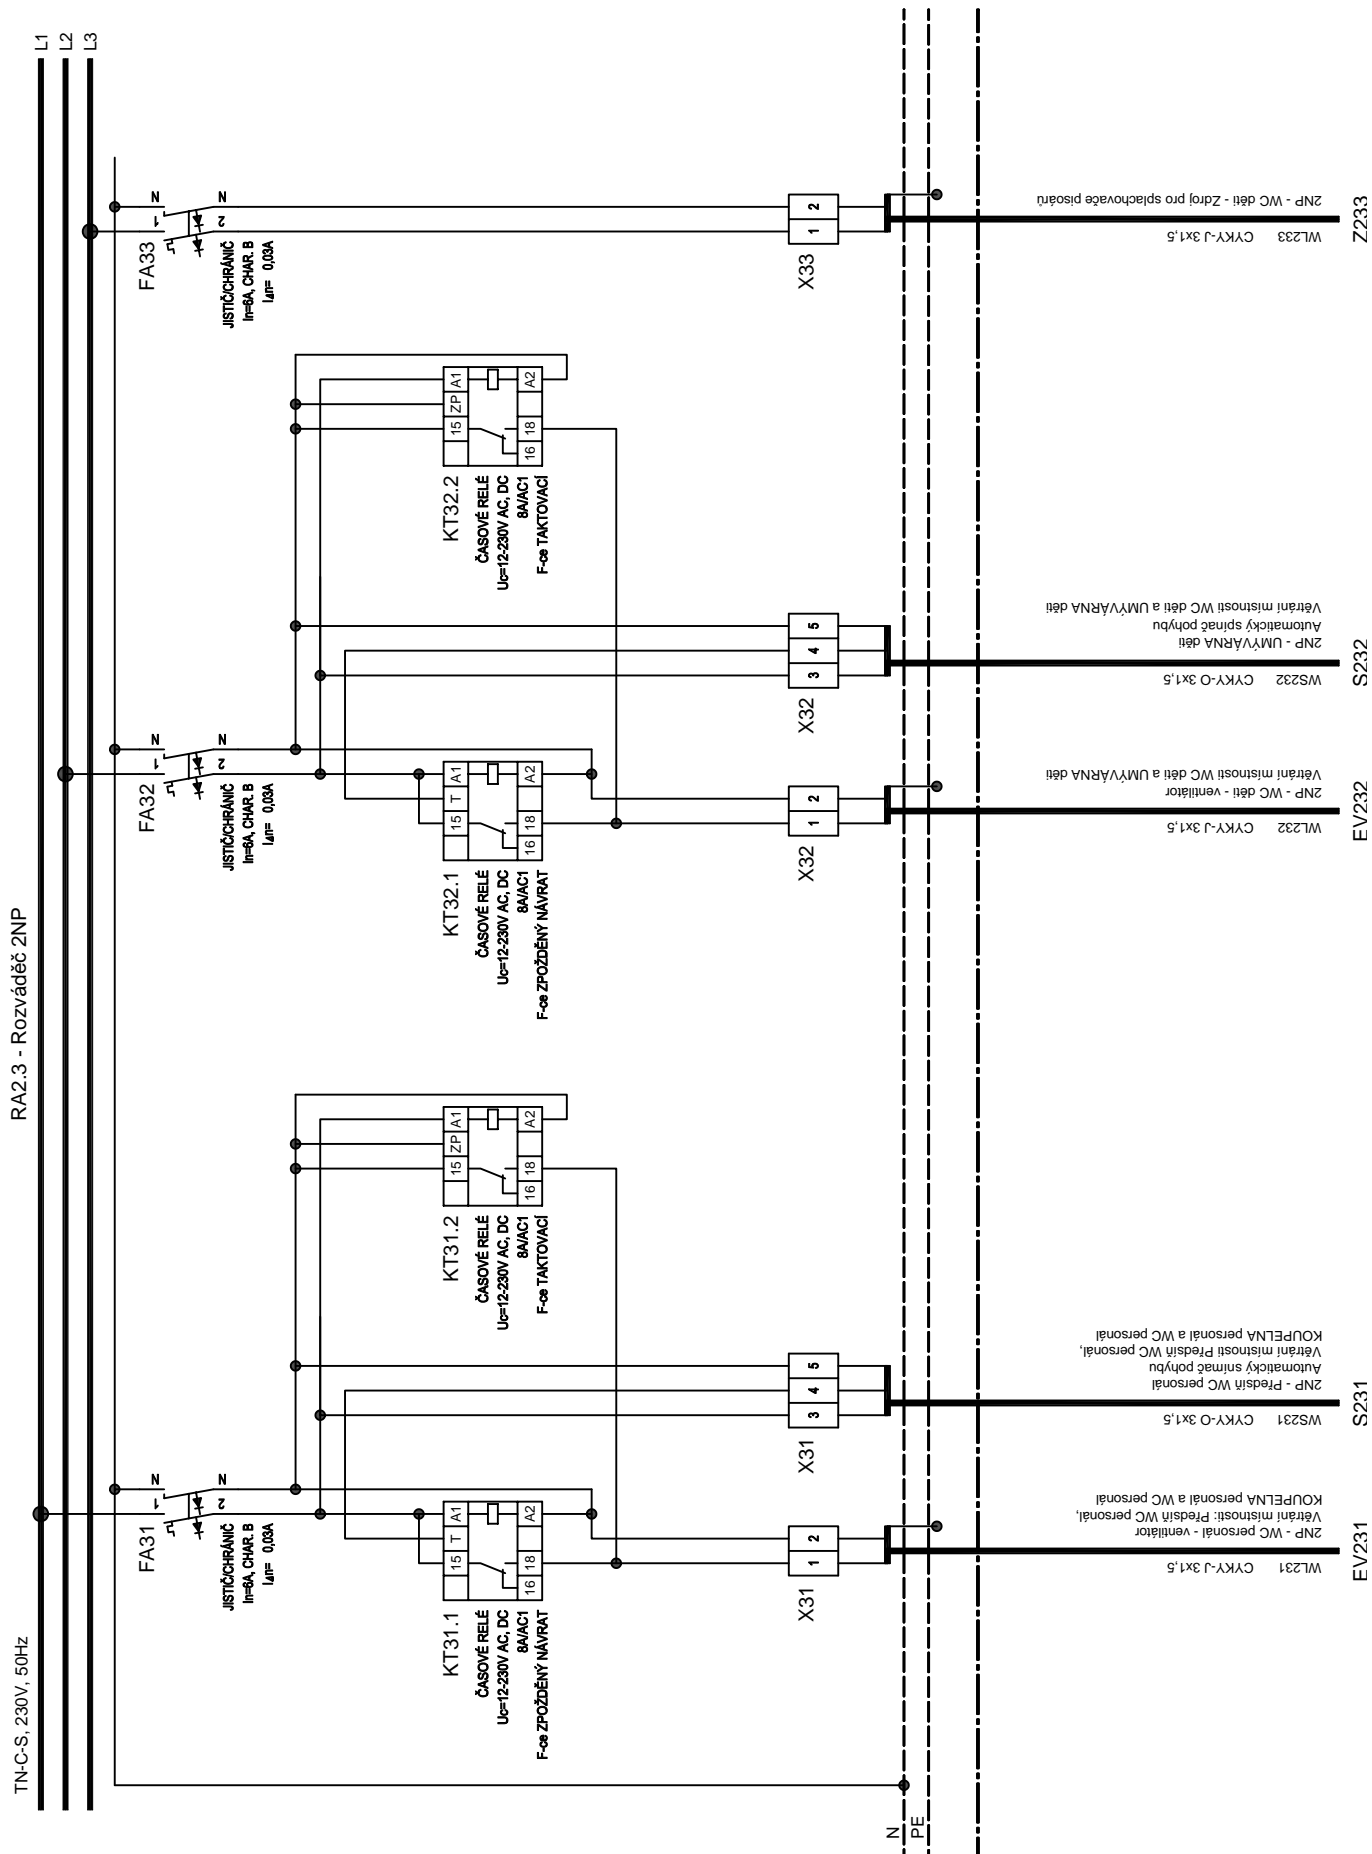 RA2.3 - Rozváděč 2NP
TN-C-S, 230V, 50Hz
L1
L2
L3
FA31
1
N
2
N
JISTIČ/CHRÁNIČ
In=6A, CHAR. B
I∆n= 0,03A
FA32
1
N
2
N
JISTIČ/CHRÁNIČ
In=6A, CHAR. B
I∆n= 0,03A
FA33
1
N
2
N
JISTIČ/CHRÁNIČ
In=6A, CHAR. B
I∆n= 0,03A
KT31.1
15
T
A1
16
18
A2
ČASOVÉ RELÉ
Uc=12-230V AC, DC
8A/AC1
F-ce ZPOŽDĚNÝ NÁVRAT
KT31.2
15
ZP
A1
16
18
A2
ČASOVÉ RELÉ
Uc=12-230V AC, DC
8A/AC1
F-ce TAKTOVACÍ
KT32.1
15
T
A1
16
18
A2
ČASOVÉ RELÉ
Uc=12-230V AC, DC
8A/AC1
F-ce ZPOŽDĚNÝ NÁVRAT
KT32.2
15
ZP
A1
16
18
A2
ČASOVÉ RELÉ
Uc=12-230V AC, DC
8A/AC1
F-ce TAKTOVACÍ
X31
1
2
X31
3
4
5
X32
1
2
X32
3
4
5
X33
1
2
N
PE
WL231 CYKY-J 3x1,5
2NP - WC personál - ventilátor
Větrání místností: Předsíň WC personál,
KOUPELNA personál a WC personál
EV231
WS231 CYKY-O 3x1,5
2NP - Předsíň WC personál
Automatický snímač pohybu
Větrání místností Předsíň WC personál,
KOUPELNA personál a WC personál
S231
WL232 CYKY-J 3x1,5
2NP - WC děti - ventilátor
Větrání místností WC děti a UMÝVÁRNA děti
EV232
WS232 CYKY-O 3x1,5
2NP - UMÝVÁRNA děti
Automatický spínač pohybu
Větrání místností WC děti a UMÝVÁRNA děti
S232
WL233 CYKY-J 3x1,5
2NP - WC děti - Zdroj pro splachovače pisoárů
Z233